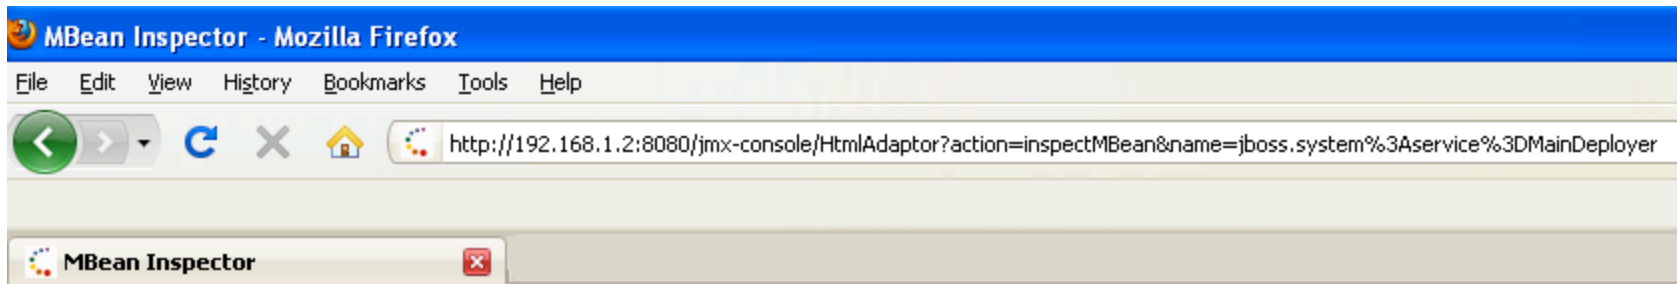 MBean Inspector - Mozilla Firefox
File Edit View History Bookmarks Tools Help
http://192.168.1.2:8080/jmx-console/HtmlAdaptor?action=inspectMBean&name=jboss.system%3Aservice%3DMainDeployer
MBean Inspector